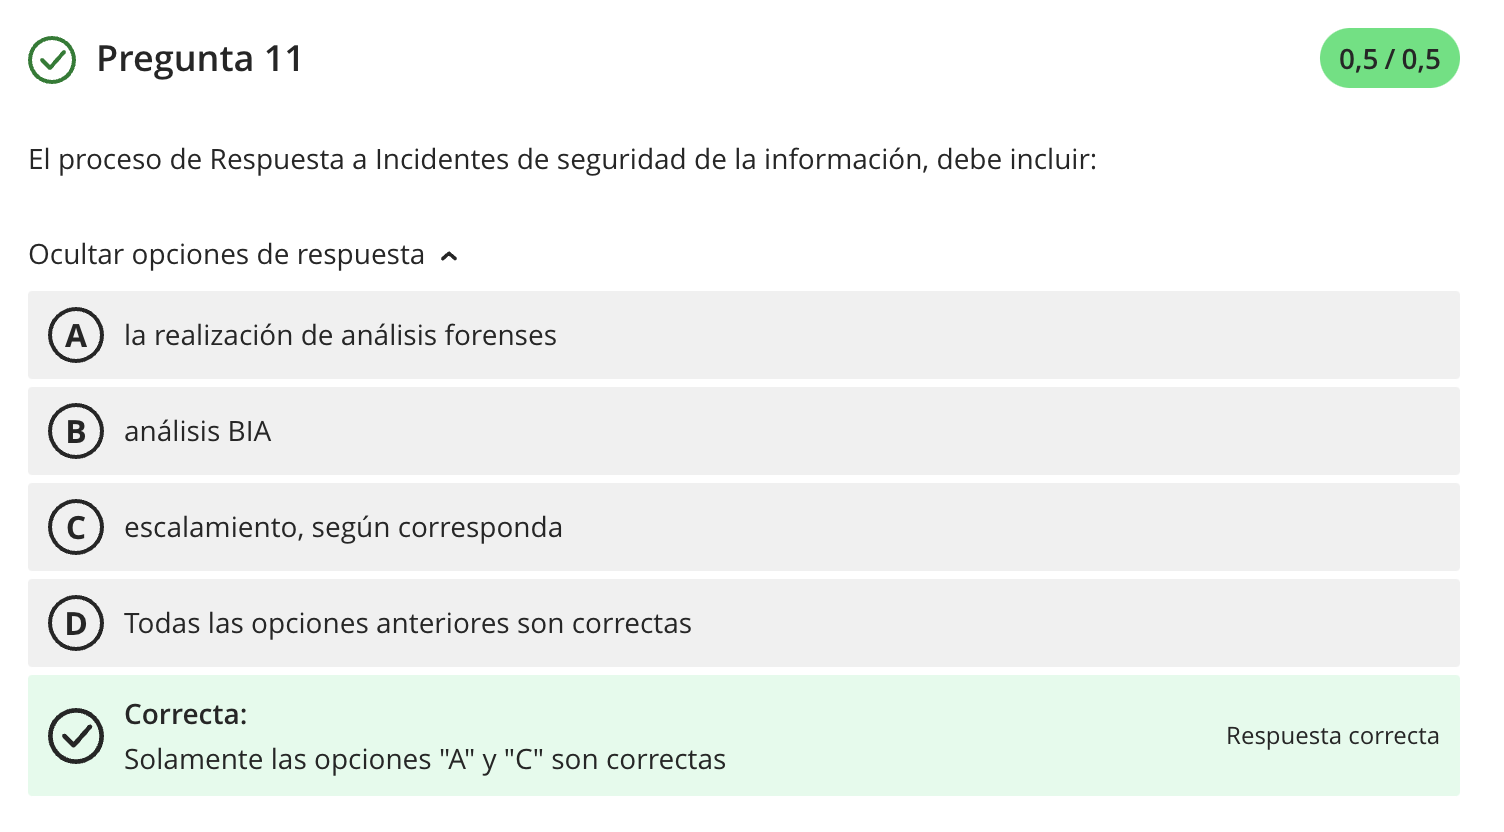 Pregunta 11
0,5 / 0,5
El proceso de Respuesta a Incidentes de seguridad de la información, debe incluir:
Ocultar opciones de respuesta
A la realización de análisis forenses
B análisis BIA
C escalamiento, según corresponda
D Todas las opciones anteriores son correctas
Correcta:
Solamente las opciones "A" y "C" son correctas
Respuesta correcta